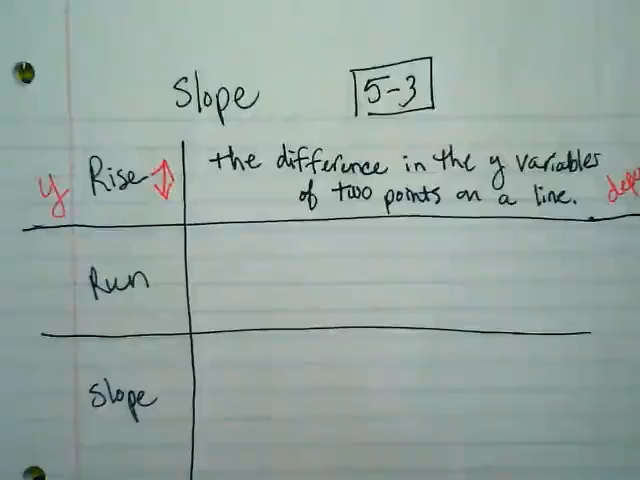 Slope 5-3
y Rise the difference in the y variables
of two points on a line.
Run
Slope